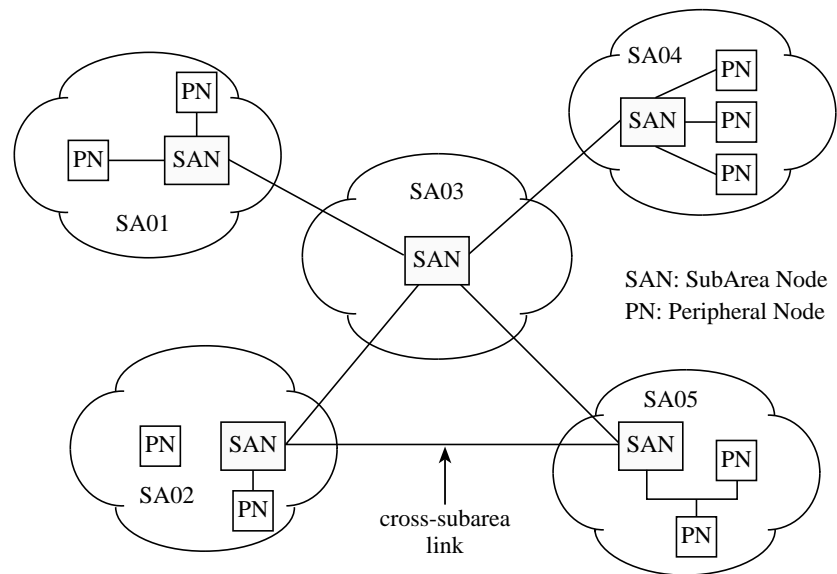 SA04
PN
PN
SAN
PN
PN
PN
SAN
SA03
PN
SA01
SAN
SAN: SubArea Node
PN: Peripheral Node
SA05
PN
SAN
SAN
PN
SA02
PN
PN
cross-subarea
link